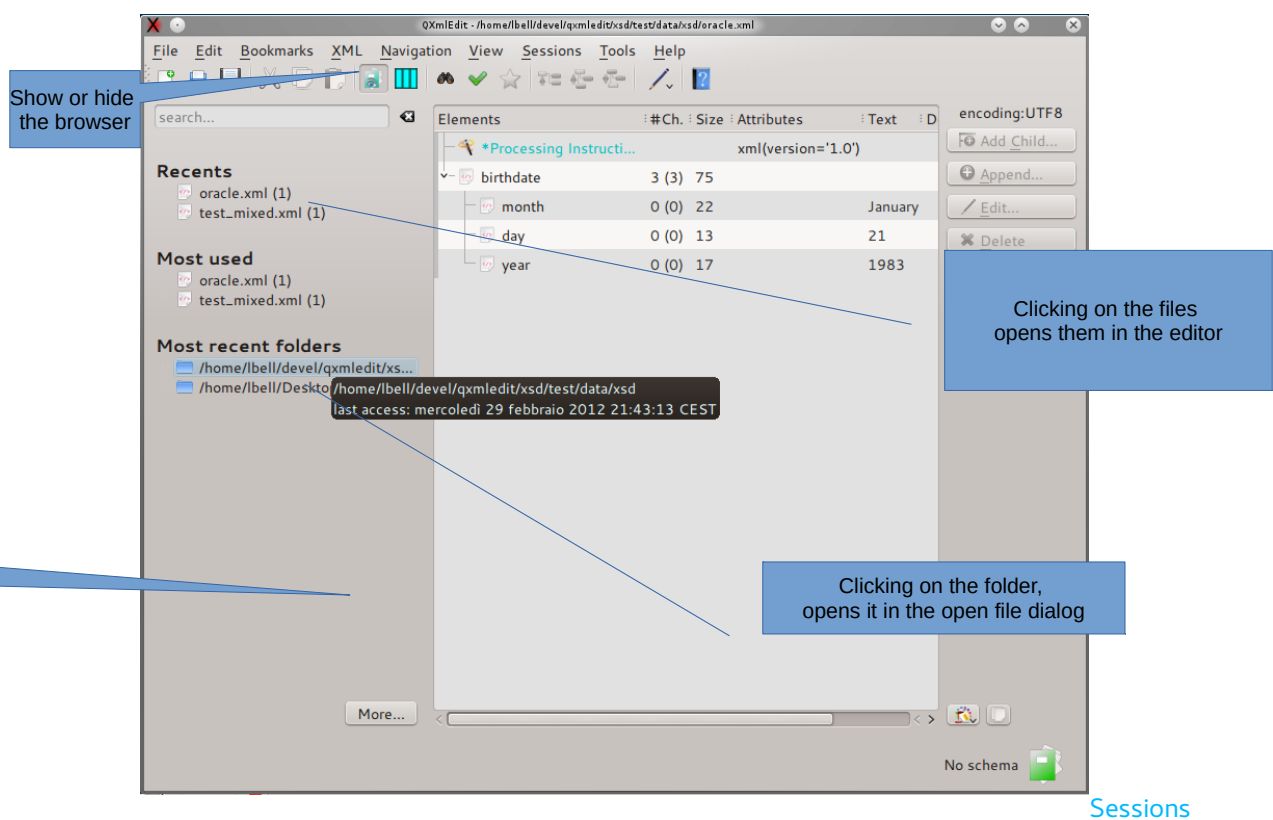 QXmlEdit - /home/lbell/devel/qxmledit/xsd/test/data/xsd/oracle.xml
File Edit Bookmarks XML Navigation View Sessions Tools Help
Show or hide
the browser
search...
Recents
oracle.xml (1)
test_mixed.xml (1)
Most used
oracle.xml (1)
test_mixed.xml (1)
Most recent folders
/home/lbell/devel/qxmledit/xs...
/home/lbell/Deskto
/home/lbell/devel/qxmledit/xsd/test/data/xsd
last access: mercoledì 29 febbraio 2012 21:43:13 CEST
More...
Elements #Ch. Size Attributes Text D
*Processing Instructi... xml(version='1.0')
birthdate 3 (3) 75
month 0 (0) 22 January
day 0 (0) 13 21
year 0 (0) 17 1983
encoding:UTF8
Add Child...
Append...
Edit...
Delete
Clicking on the files
opens them in the editor
Clicking on the folder,
opens it in the open file dialog
No schema
Sessions